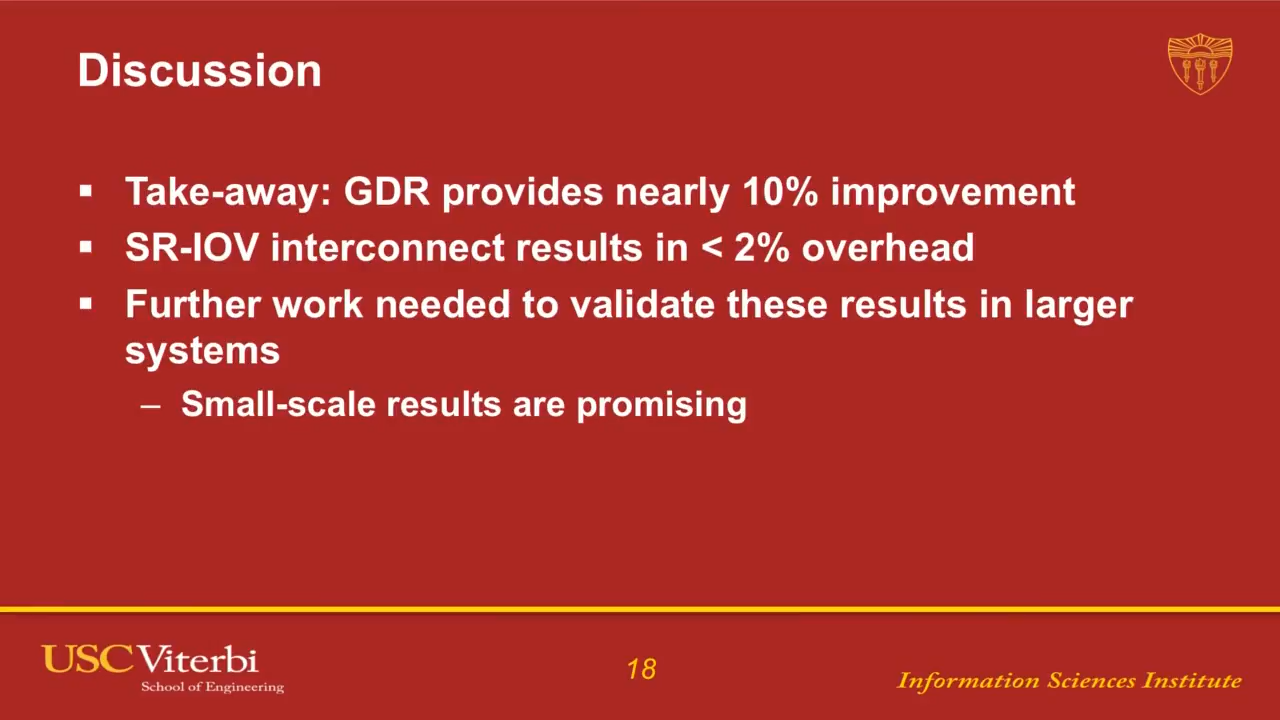 Discussion
▪ Take-away: GDR provides nearly 10% improvement
▪ SR-IOV interconnect results in < 2% overhead
▪ Further work needed to validate these results in larger
systems
– Small-scale results are promising
USC Viterbi
School of Engineering
18
Information Sciences Institute